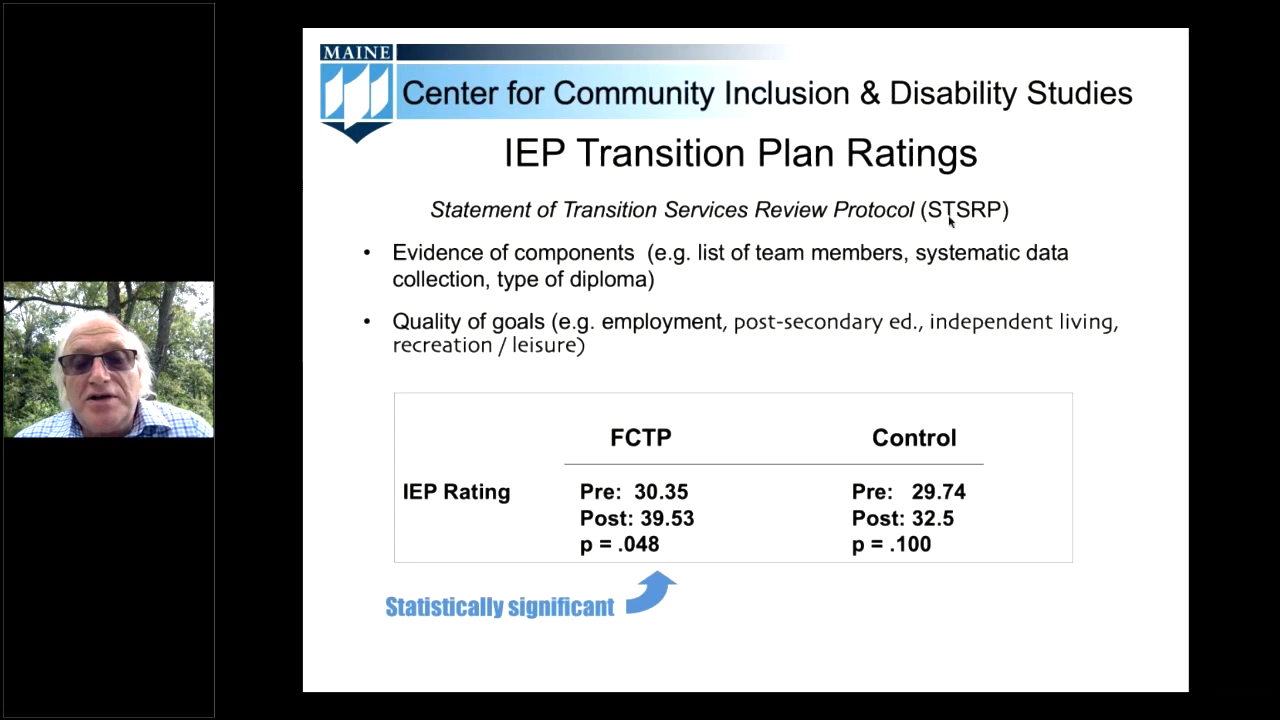 MAINE
Center for Community Inclusion & Disability Studies
IEP Transition Plan Ratings
Statement of Transition Services Review Protocol (STSRP)
• Evidence of components (e.g. list of team members, systematic data
collection, type of diploma)
• Quality of goals (e.g. employment, post-secondary ed., independent living,
recreation / leisure)
FCTP Control
IEP Rating Pre: 30.35 Pre: 29.74
Post: 39.53 Post: 32.5
p = .048 p = .100
Statistically significant